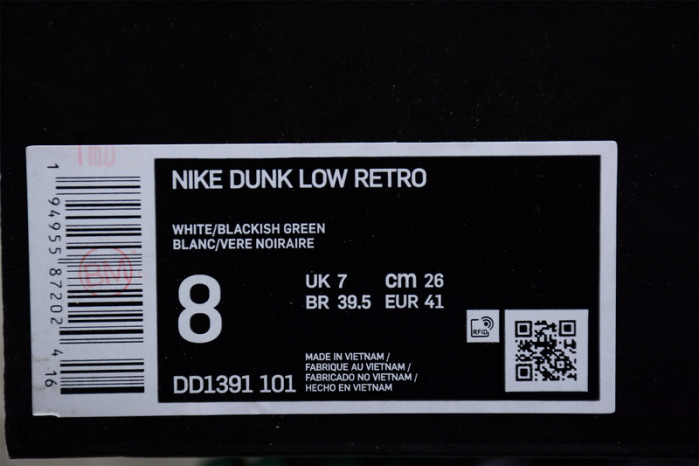 1MD
1 94955 87202 4 16
BM
NIKE DUNK LOW RETRO
WHITE/BLACKISH GREEN
BLANC/VERE NOIRAIRE
8
UK 7 cm 26
BR 39.5 EUR 41
RFID
DD1391 101
MADE IN VIETNAM /
FABRIQUE AU VIETNAM /
FABRICADO NO VIETNAM /
HECHO EN VIETNAM